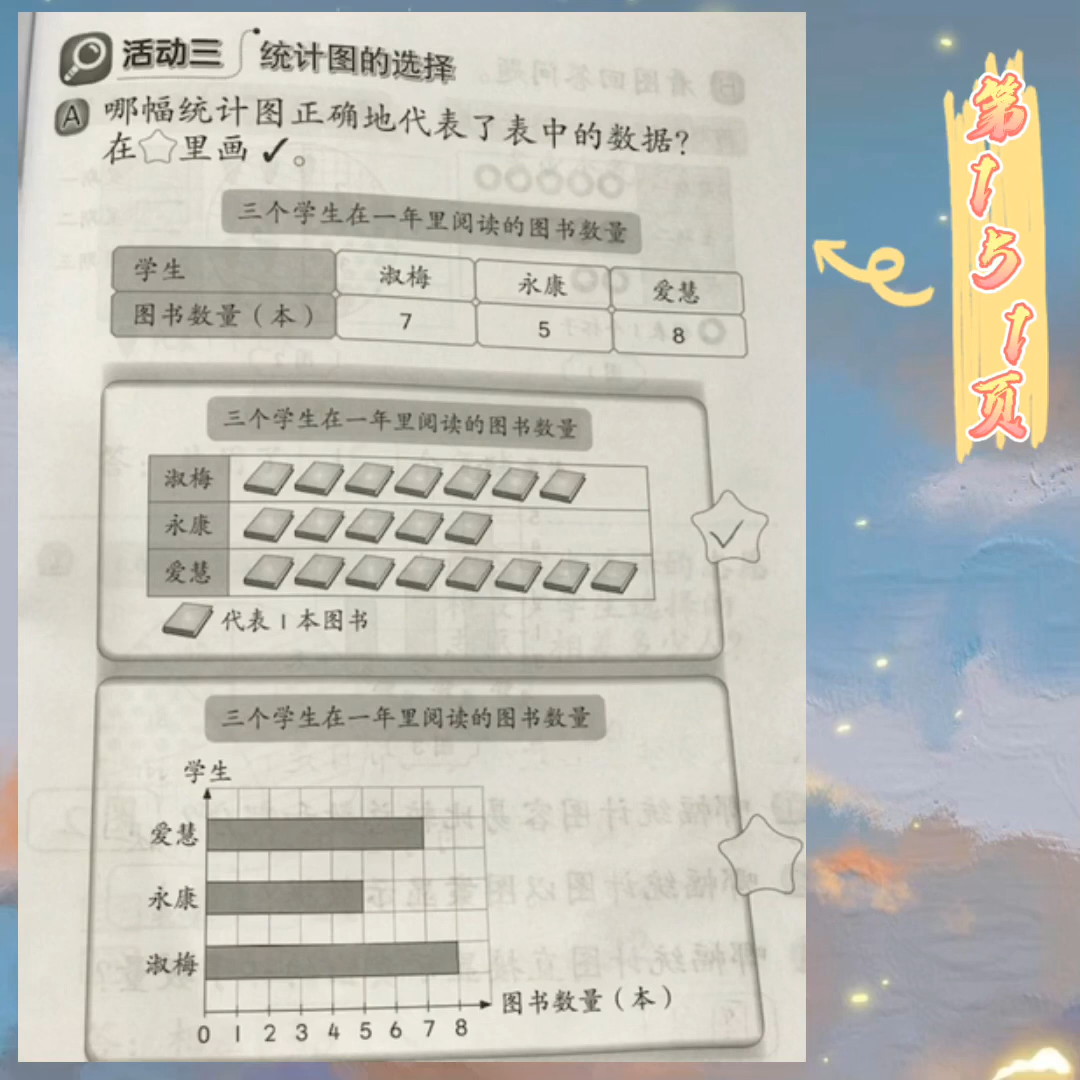 活动三 统计图的选择
A 哪幅统计图正确地代表了表中的数据?
在☆里画✓。
三个学生在一年里阅读的图书数量
学生 淑梅 永康 爱慧
图书数量(本) 7 5 8
三个学生在一年里阅读的图书数量
淑梅
永康
爱慧
代表1本图书
✓
三个学生在一年里阅读的图书数量
学生
爱慧
永康
淑梅
图书数量(本)
0 1 2 3 4 5 6 7 8
第151页